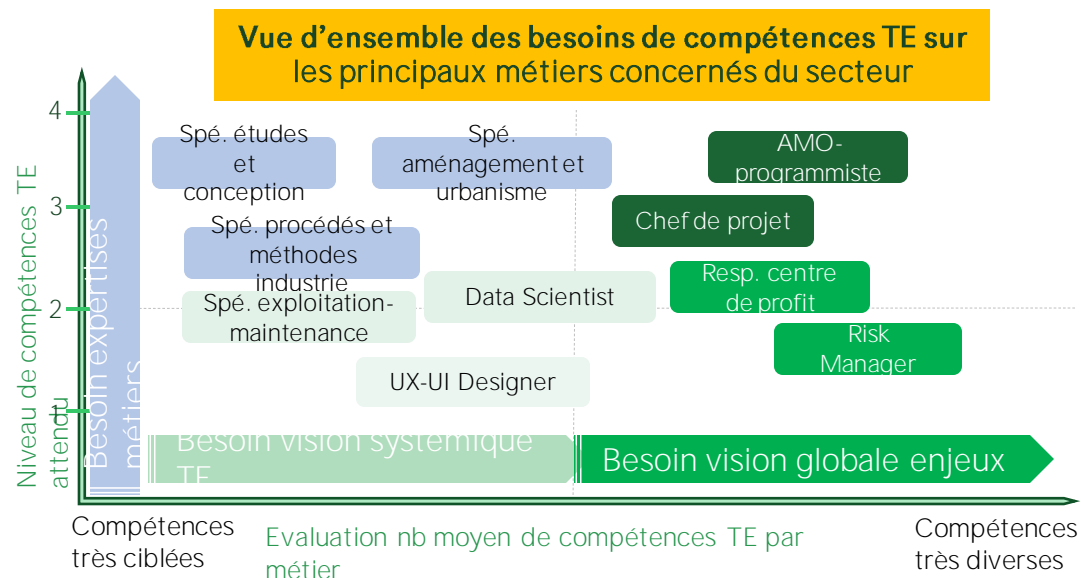 Vue d’ensemble des besoins de compétences TE sur
les principaux métiers concernés du secteur
4
3
2
1
Niveau de compétences TE
attendu
Besoin expertises
métiers
Spé. études
et
conception
Spé.
aménagement et
urbanisme
AMO-
programmiste
Chef de projet
Spé. procédés et
méthodes
industrie
Resp. centre
de profit
Data Scientist
Spé. exploitation-
maintenance
Risk
Manager
UX-UI Designer
Besoin vision systémique
TE
Besoin vision globale enjeux
Compétences
très ciblées
Evaluation nb moyen de compétences TE par
métier
Compétences
très diverses